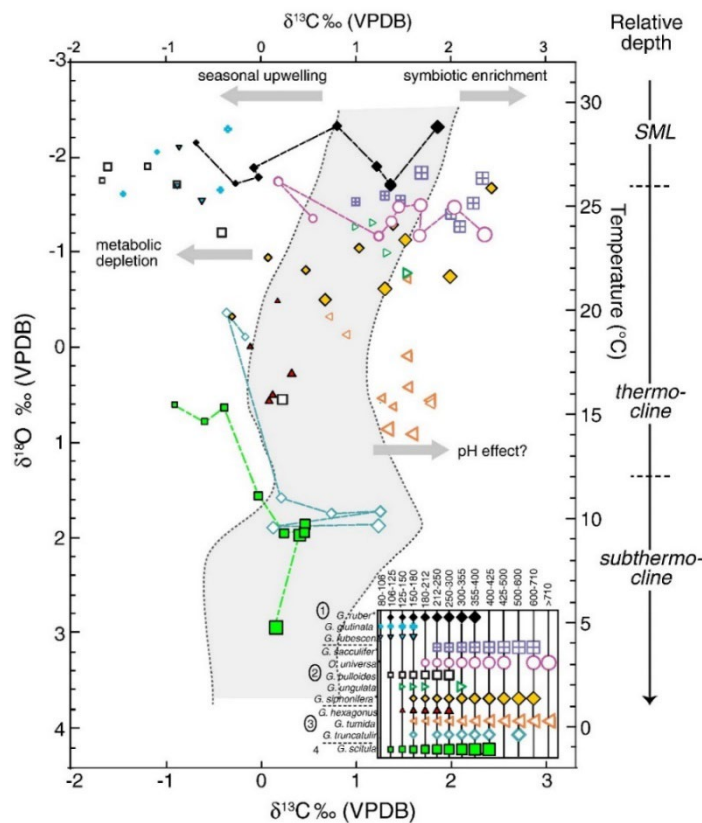 δ¹³C ‰ (VPDB)
Relative
depth
-1 0 1 2 3
-3
-2
-1
0
1
2
3
4
δ¹⁸O ‰ (VPDB)
seasonal upwelling
symbiotic enrichment
metabolic
depletion
pH effect?
30
25
20
15
10
5
0
Temperature (°C)
SML
thermo-
cline
subthermo-
cline
80-106
106-125
125-150
150-180
180-212
212-250
250-300
300-355
355-400
400-425
425-500
500-600
600-710
>710
1
G. ruber*
G. glutinata
G. rubescens
G. sacculifer*
O. universa
2
G. bulloides
G. ungulata
G. siphonifera*
G. hexagonus
3
G. tumida
G. truncatulin
4
G. scitula
-2 -1 0 1 2 3
δ¹³C ‰ (VPDB)